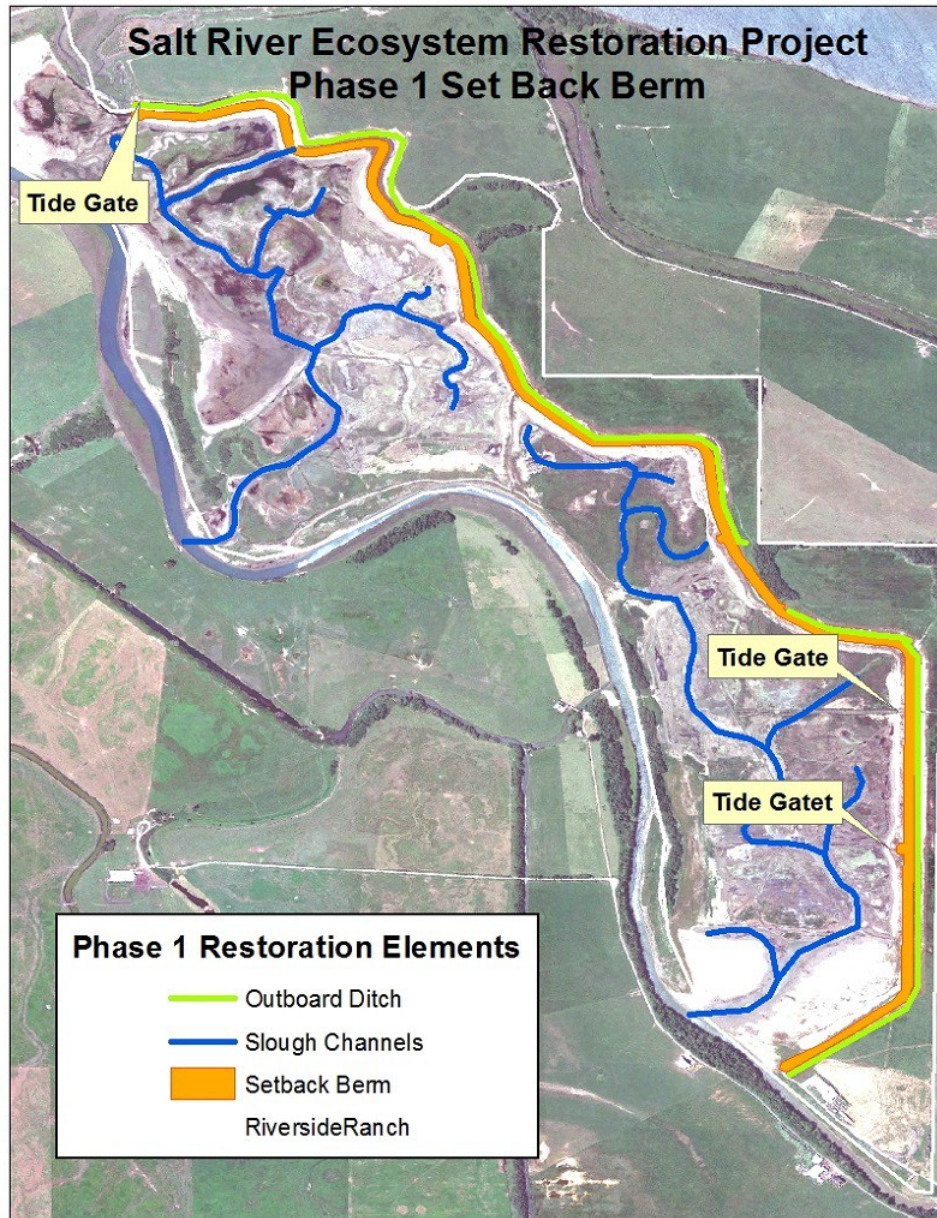 Salt River Ecosystem Restoration Project
Phase 1 Set Back Berm
Tide Gate
Tide Gate
Tide Gatet
Phase 1 Restoration Elements
Outboard Ditch
Slough Channels
Setback Berm
RiversideRanch